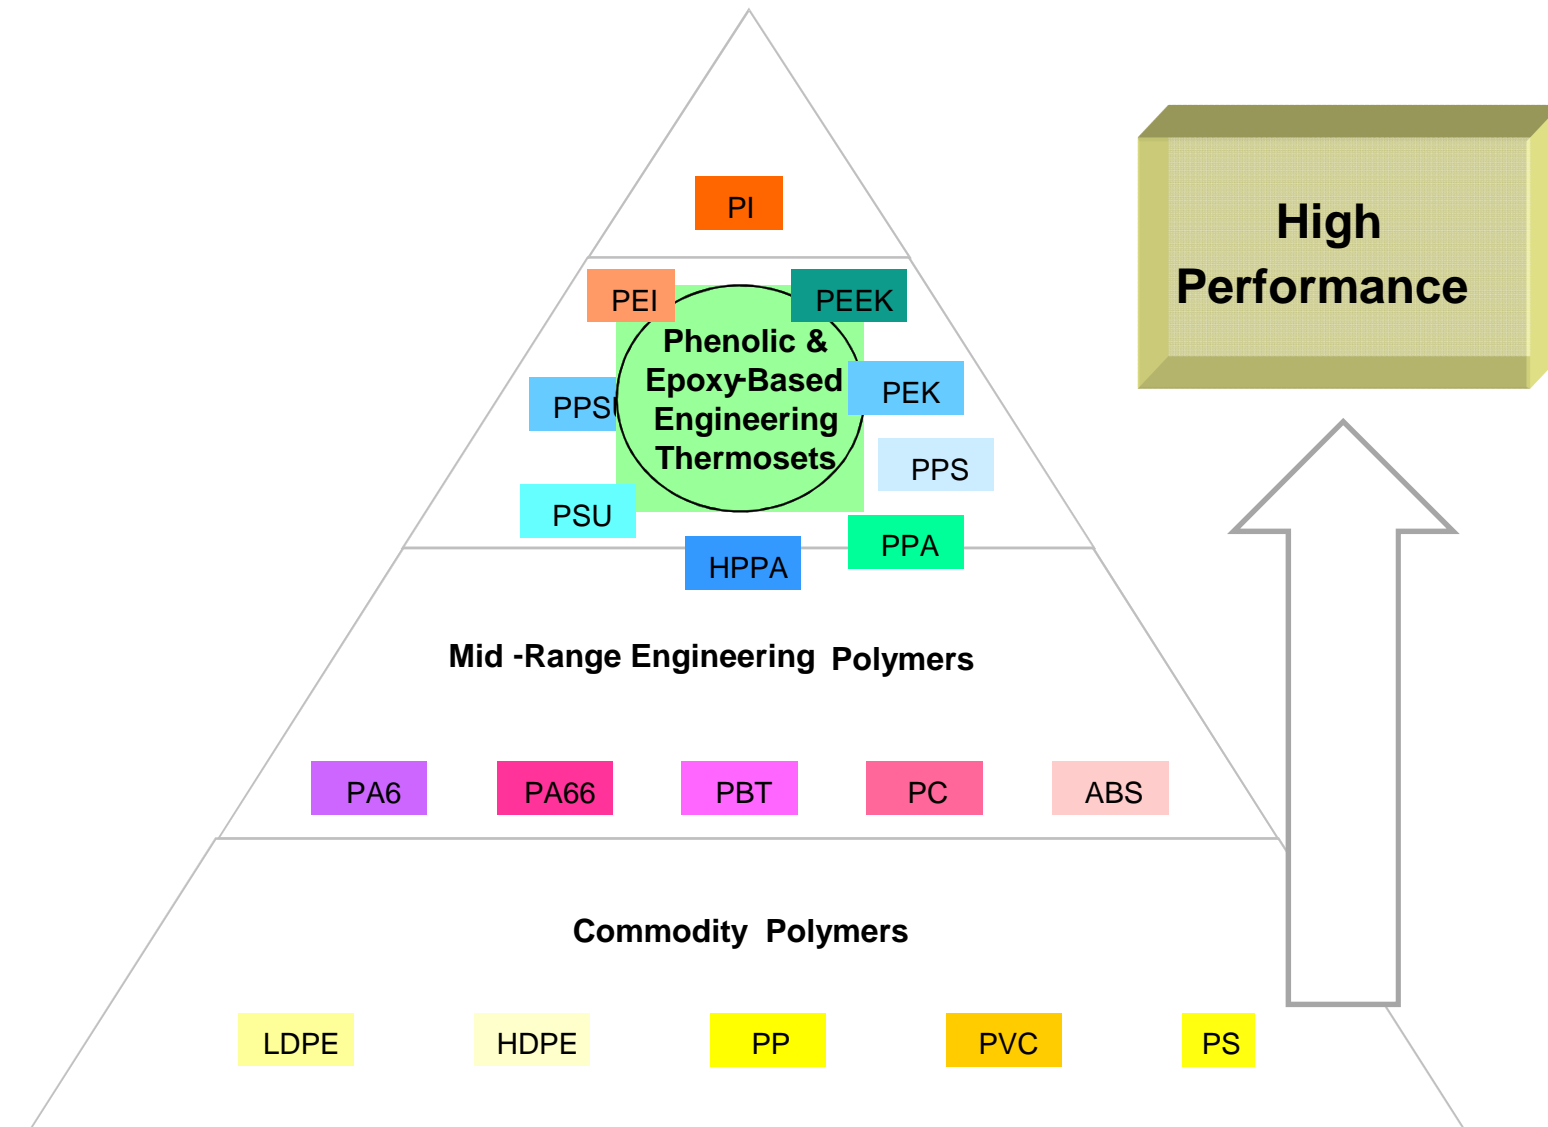 PI
High
Performance
PEI
PEEK
Phenolic &
Epoxy-Based
Engineering
Thermosets
PPSU
PEK
PPS
PSU
PPA
HPPA
Mid -Range Engineering Polymers
PA6
PA66
PBT
PC
ABS
Commodity Polymers
LDPE
HDPE
PP
PVC
PS